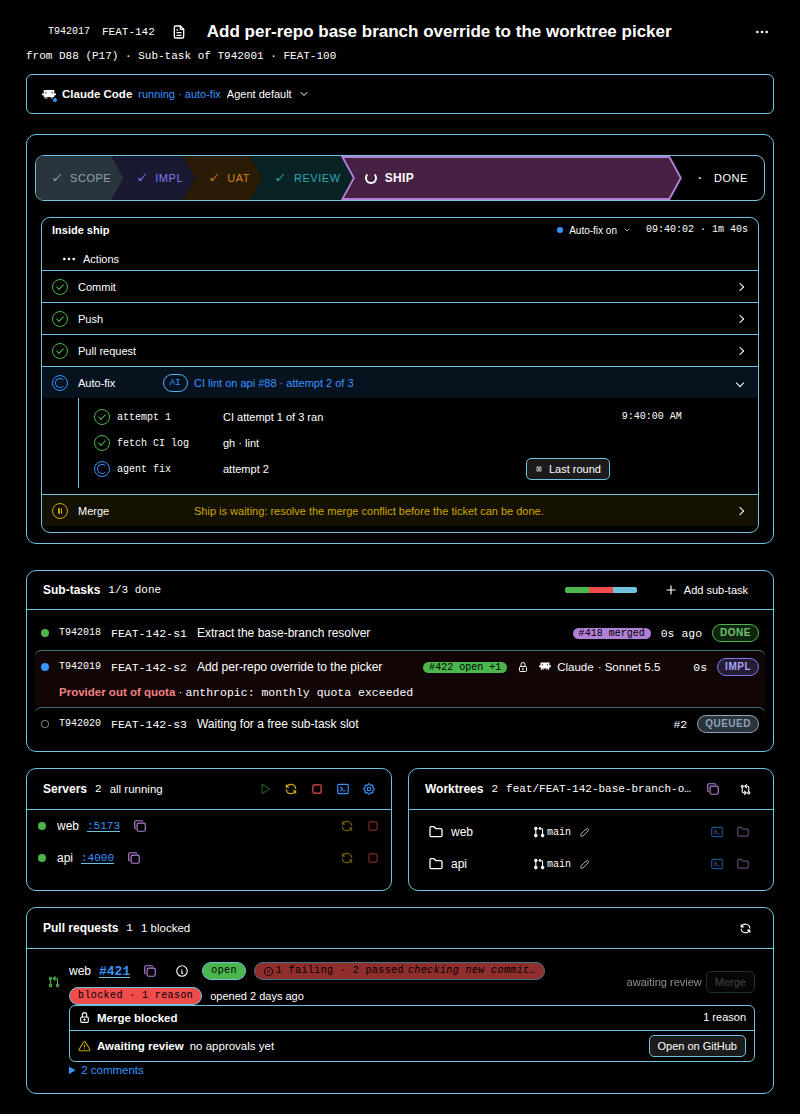 T942017 FEAT-142 Add per-repo base branch override to the worktree picker
from D88 (P17) · Sub-task of T942001 · FEAT-100
Claude Code running · auto-fix Agent default
SCOPE IMPL UAT REVIEW SHIP DONE
Inside ship Auto-fix on 09:40:02 · 1m 40s
Actions
Commit
Push
Pull request
Auto-fix AI CI lint on api #88 · attempt 2 of 3
attempt 1 CI attempt 1 of 3 ran 9:40:00 AM
fetch CI log gh · lint
agent fix attempt 2 Last round
Merge Ship is waiting: resolve the merge conflict before the ticket can be done.
Sub-tasks 1/3 done Add sub-task
T942018 FEAT-142-s1 Extract the base-branch resolver #418 merged 0s ago DONE
T942019 FEAT-142-s2 Add per-repo override to the picker #422 open +1 Claude · Sonnet 5.5 0s IMPL
Provider out of quota · anthropic: monthly quota exceeded
T942020 FEAT-142-s3 Waiting for a free sub-task slot #2 QUEUED
Servers 2 all running
web :5173
api :4000
Worktrees 2 feat/FEAT-142-base-branch-o…
web main
api main
Pull requests 1 1 blocked
web #421 open 1 failing · 2 passed checking new commit…
blocked · 1 reason opened 2 days ago
awaiting review Merge
Merge blocked 1 reason
Awaiting review no approvals yet Open on GitHub
2 comments